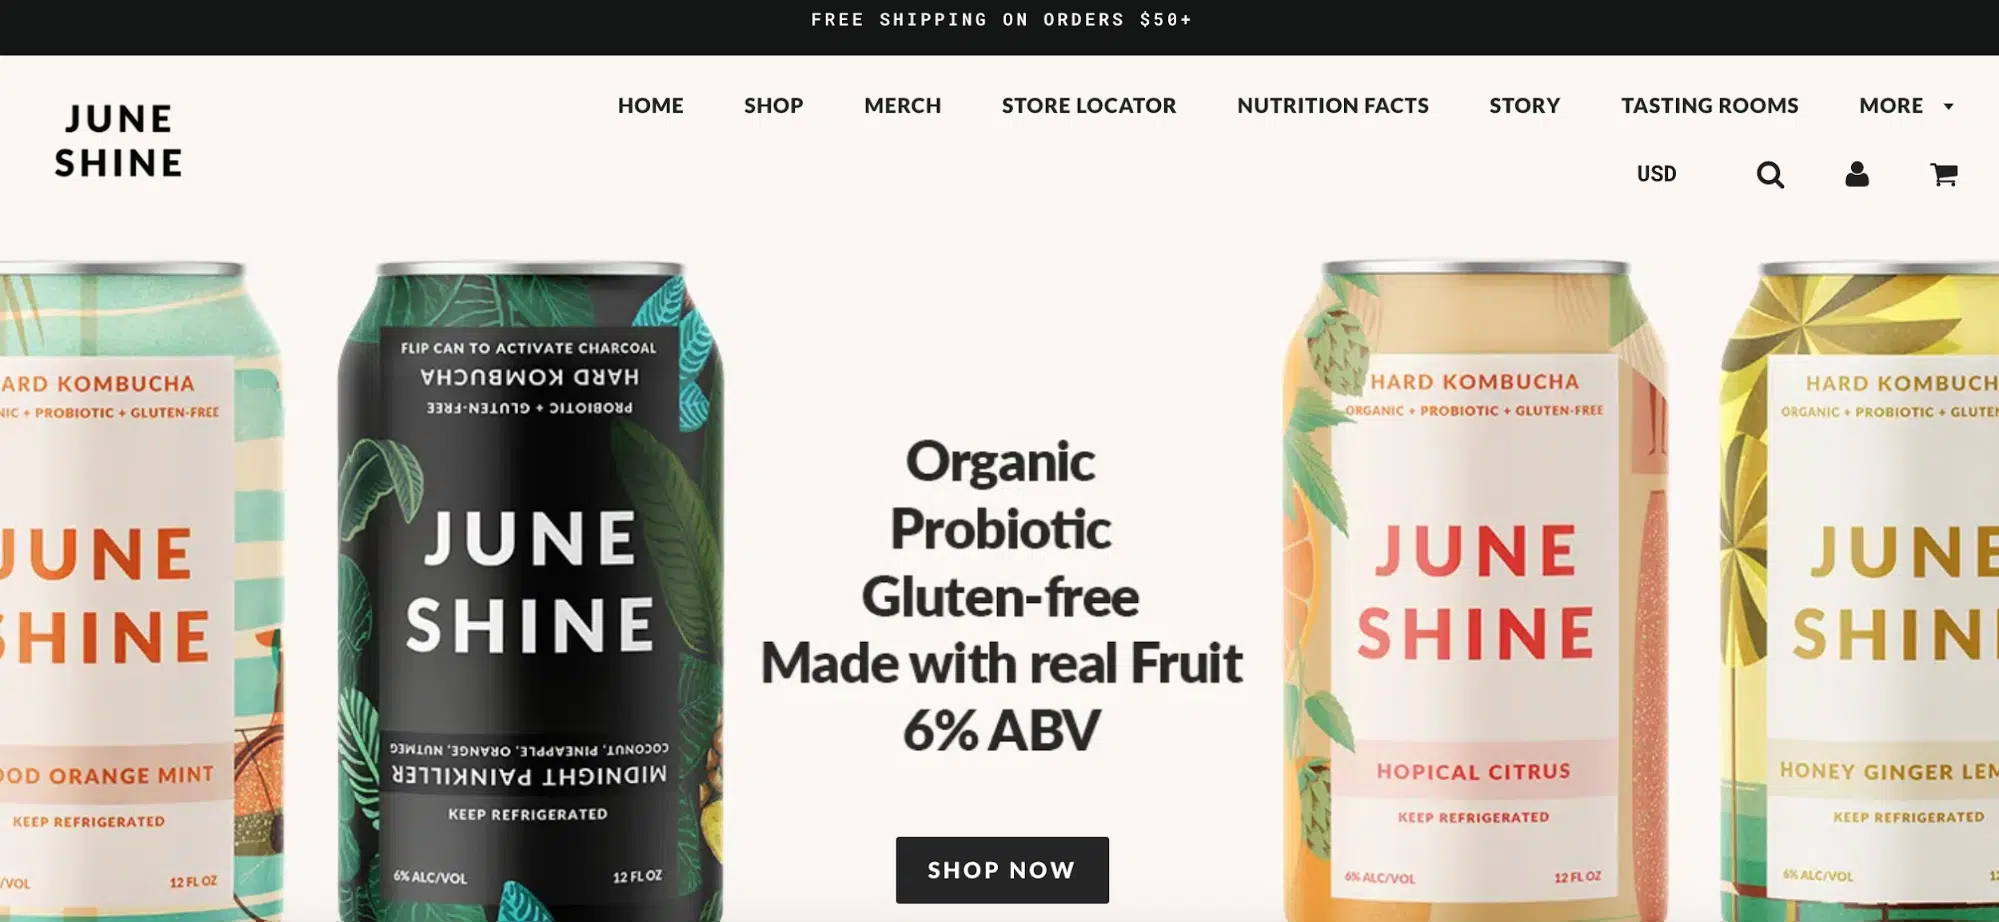 FREE SHIPPING ON ORDERS $50+
JUNE
SHINE
HOME SHOP MERCH STORE LOCATOR NUTRITION FACTS STORY TASTING ROOMS MORE
USD
ARD KOMBUCHA
NIC + PROBIOTIC + GLUTEN-FREE
JUNE
SHINE
OOD ORANGE MINT
KEEP REFRIGERATED
/VOL 12 FL OZ
FLIP CAN TO ACTIVATE CHARCOAL
HARD KOMBUCHA
PROBIOTIC + GLUTEN-FREE
JUNE
SHINE
COCONUT, PINEAPPLE, ORANGE, NUTMEG
MIDNIGHT PAINKILLER
KEEP REFRIGERATED
6% ALC/VOL 12 FL OZ
Organic
Probiotic
Gluten-free
Made with real Fruit
6% ABV
SHOP NOW
HARD KOMBUCHA
ORGANIC + PROBIOTIC + GLUTEN-FREE
JUNE
SHINE
HOPICAL CITRUS
KEEP REFRIGERATED
6% ALC/VOL 12 FL OZ
HARD KOMBUCH
ORGANIC + PROBIOTIC + GLUTEN
JUNE
SHIN
HONEY GINGER LEM
KEEP REFRIGERATED
6% ALC/VOL 1